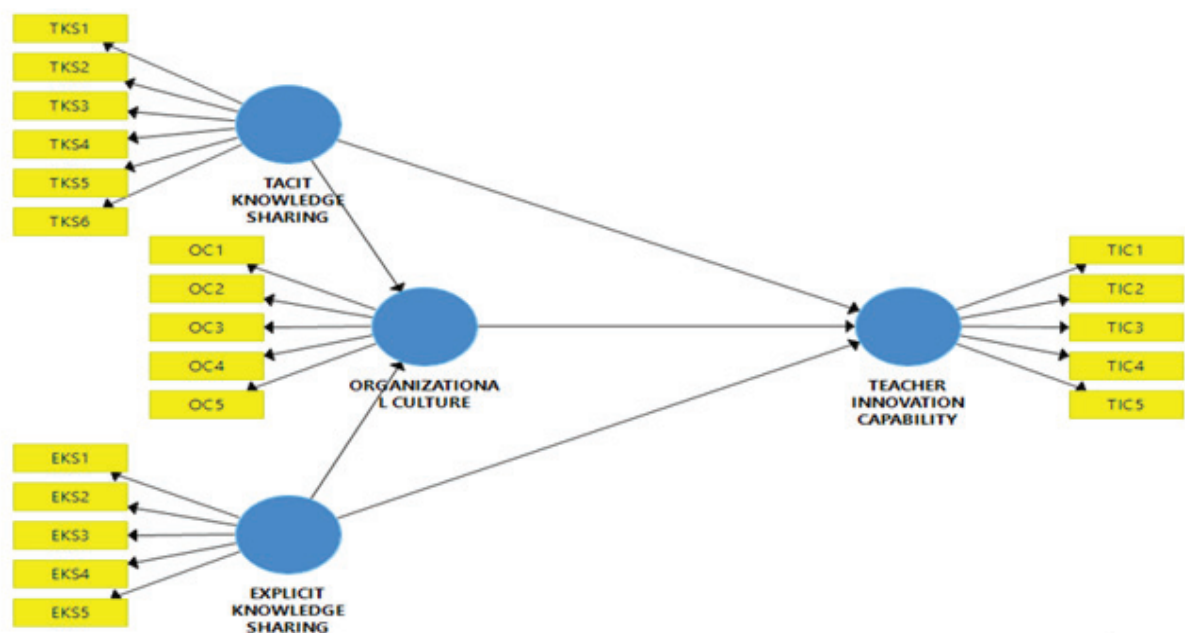 TKS1
TKS2
TKS3
TKS4
TKS5
TKS6
TACIT
KNOWLEDGE
SHARING
OC1
OC2
OC3
OC4
OC5
ORGANIZATIONA
L CULTURE
TIC1
TIC2
TIC3
TIC4
TIC5
TEACHER
INNOVATION
CAPABILITY
EKS1
EKS2
EKS3
EKS4
EKS5
EXPLICIT
KNOWLEDGE
SHARING